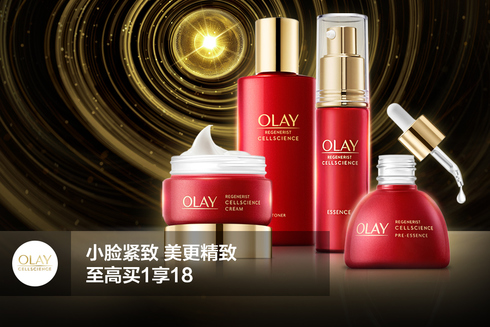 OLAY
REGENERIST
CELLSCIENCE
TONER
OLAY
REGENERIST
CELLSCIENCE
ESSENCE
OLAY
REGENERIST
CELLSCIENCE
CREAM
OLAY
REGENERIST
CELLSCIENCE
PRE-ESSENCE
OLAY
CELLSCIENCE
小脸紧致 美更精致
至高买1享18